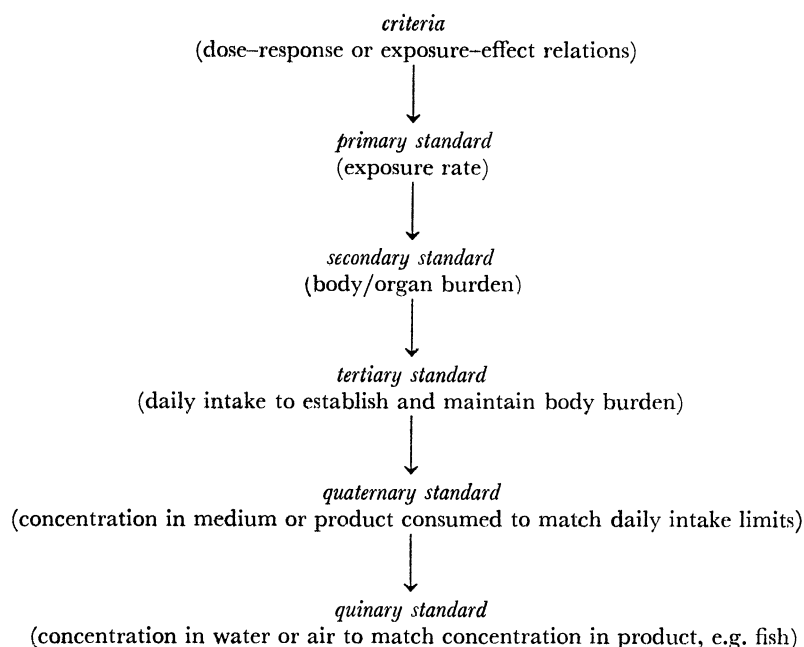 criteria
(dose–response or exposure–effect relations)
primary standard
(exposure rate)
secondary standard
(body/organ burden)
tertiary standard
(daily intake to establish and maintain body burden)
quaternary standard
(concentration in medium or product consumed to match daily intake limits)
quinary standard
(concentration in water or air to match concentration in product, e.g. fish)